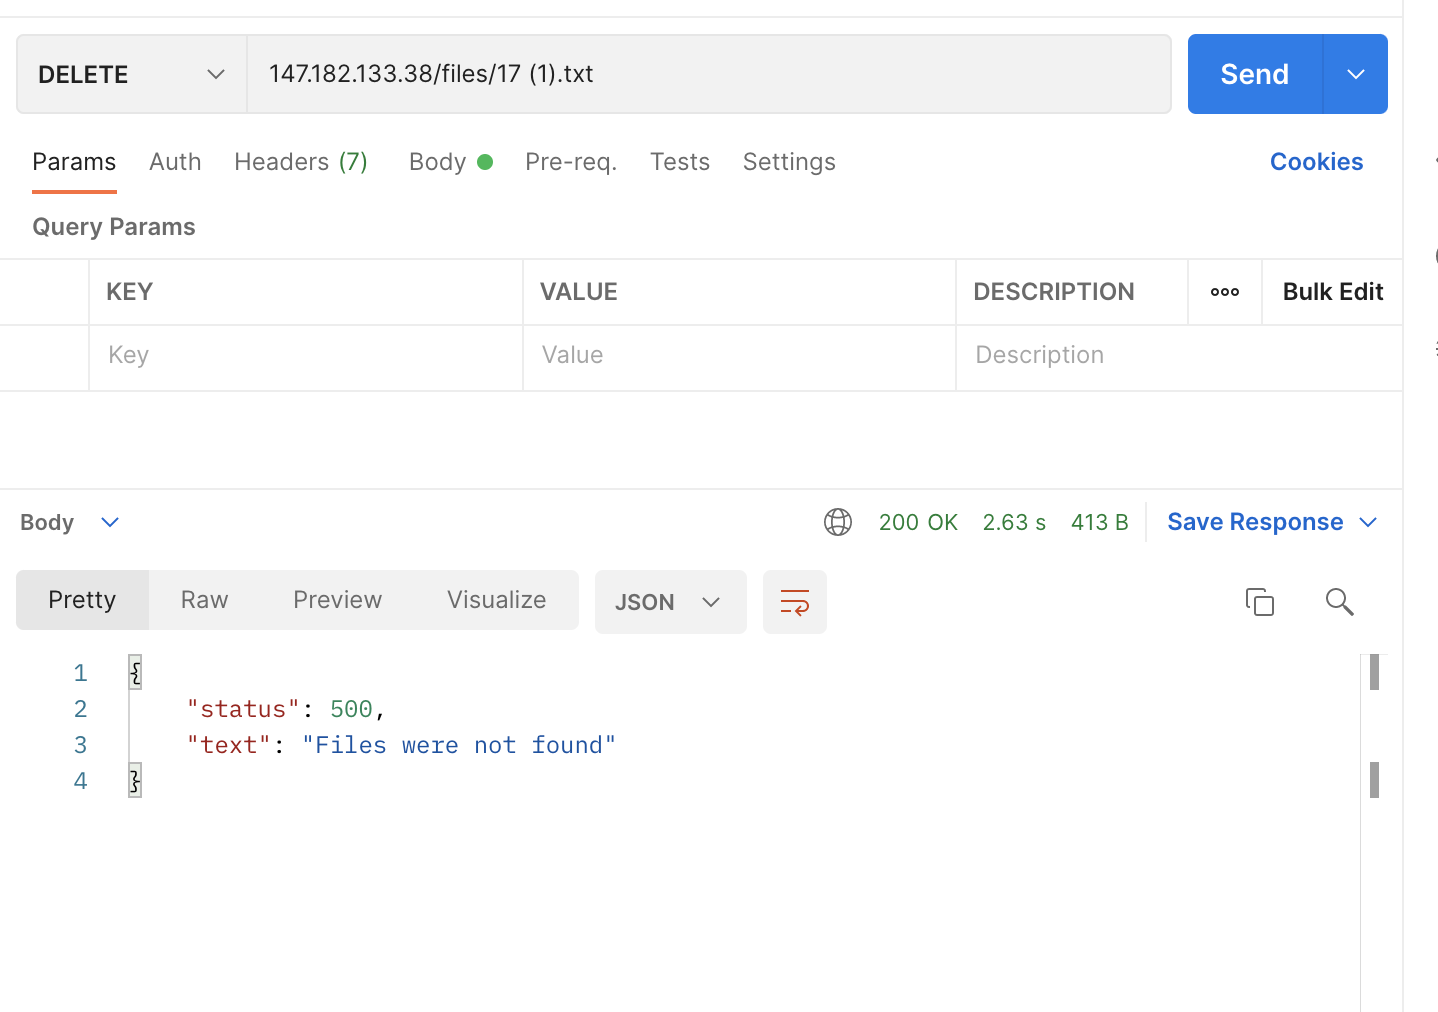 DELETE 147.182.133.38/files/17 (1).txt Send
Params Auth Headers (7) Body Pre-req. Tests Settings Cookies
Query Params
KEY VALUE DESCRIPTION ooo Bulk Edit
Key Value Description
Body 200 OK 2.63 s 413 B Save Response
Pretty Raw Preview Visualize JSON
1 {
2 "status": 500,
3 "text": "Files were not found"
4 }